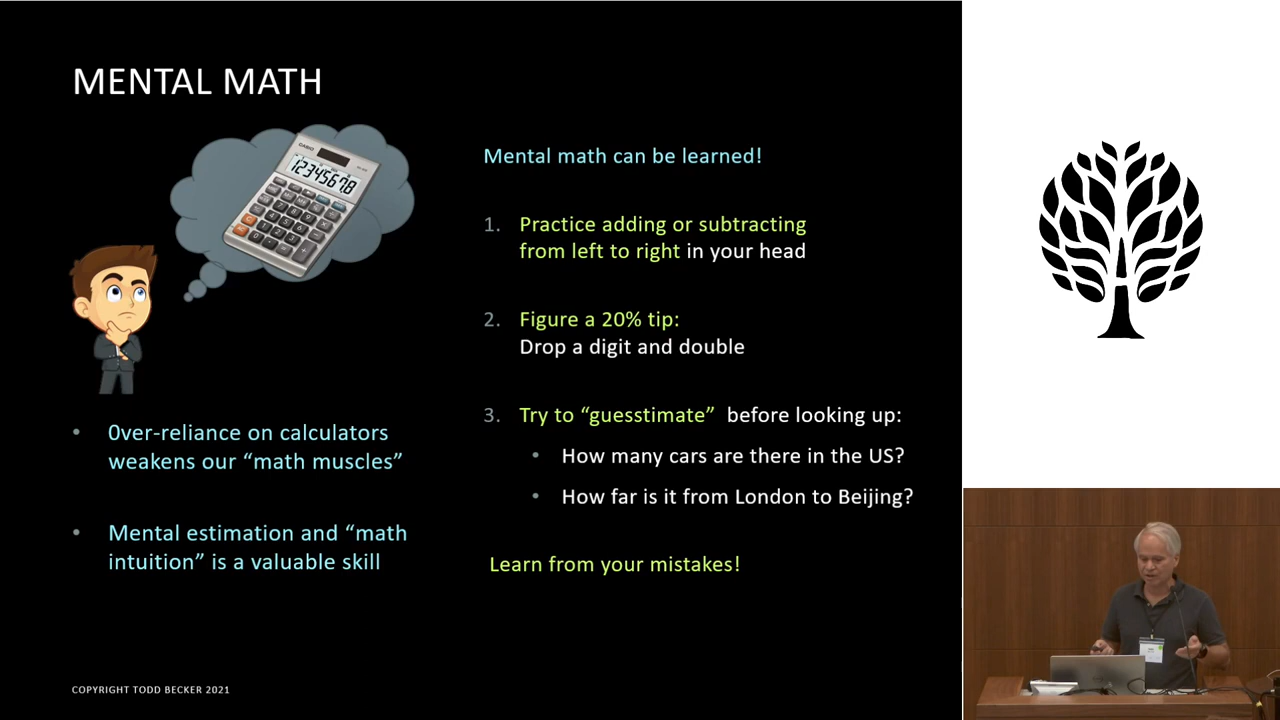 MENTAL MATH
CASIO
12345678
Over-reliance on calculators
weakens our “math muscles”
Mental estimation and “math
intuition” is a valuable skill
Mental math can be learned!
1. Practice adding or subtracting
from left to right in your head
2. Figure a 20% tip:
Drop a digit and double
3. Try to “guesstimate” before looking up:
How many cars are there in the US?
How far is it from London to Beijing?
Learn from your mistakes!
COPYRIGHT TODD BECKER 2021